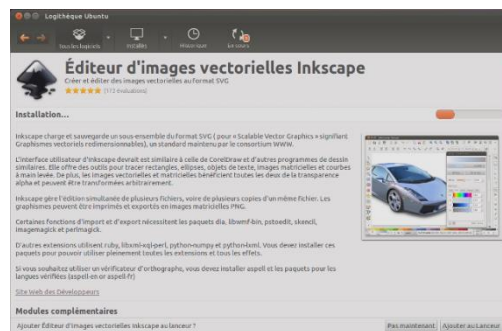 Logithèque Ubuntu
Tous les logiciels
Installés
Historique
En cours
Éditeur d'images vectorielles Inkscape
Créer et éditer des images vectorielles au format SVG
(113 évaluations)
Installation...
Inkscape charge et sauvegarde un sous-ensemble du format SVG ( pour « Scalable Vector Graphics » signifiant
Graphismes vectoriels redimensionnables), un standard maintenu par le consortium WWW.
L'interface utilisateur d'Inkscape devrait est similaire à celle de CorelDraw et d'autres programmes de dessin
similaires. Elle offre des outils pour tracer rectangles, ellipses, objets de texte, images matricielles et courbes
à main levée. De plus, les images vectorielles et matricielles bénéficient toutes les deux de la transparence
alpha et peuvent être transformées arbitrairement.
Inkscape gère l'édition simultanée de plusieurs fichiers, voire de plusieurs copies d'un même fichier. Les
graphismes peuvent être imprimés et exportés en images matricielles PNG.
Certaines fonctions d'import et d'export nécessitent les paquets dia, libwmf-bin, pstoedit, skencil,
imagemagick et perlmagick.
D'autres extensions utilisent ruby, libxml-xql-perl, python-numpy et python-lxml. Vous devez installer ces
paquets pour pouvoir utiliser pleinement toutes les extensions et tous les effets.
Si vous souhaitez utiliser un vérificateur d'orthographe, vous devez installer aspell et les paquets pour les
langues vérifiées (aspell-en or aspell-fr)
Site Web des Développeurs
Modules complémentaires
Ajouter Éditeur d'images vectorielles Inkscape au lanceur ?
Pas maintenant
Ajouter au Lanceur